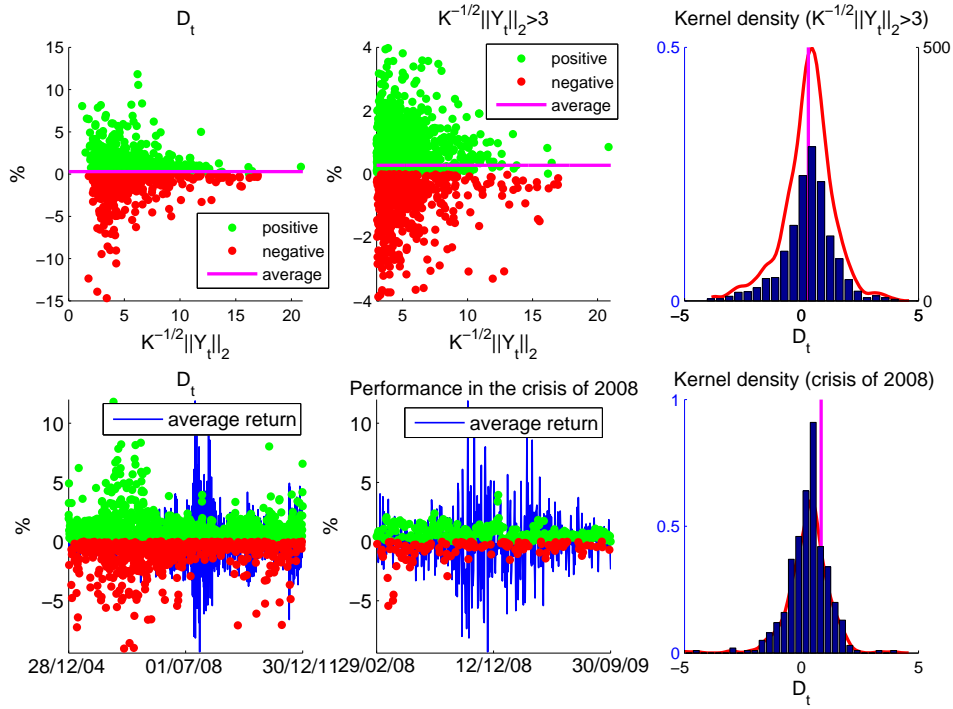 D_t
15
10
5
0
−5
−10
−15
%
0
5
10
15
20
K^{-1/2}||Y_t||_2
positive
negative
average
K^{-1/2}||Y_t||_2>3
4
2
0
−2
−4
%
5
10
15
20
K^{-1/2}||Y_t||_2
positive
negative
average
Kernel density (K^{-1/2}||Y_t||_2>3)
0.5
0
500
0
−5
0
5
D_t
D_t
average return
10
5
0
−5
%
28/12/04
01/07/08
30/12/11
Performance in the crisis of 2008
average return
10
5
0
−5
%
29/02/08
12/12/08
30/09/09
Kernel density (crisis of 2008)
1
0.5
0
−5
0
5
D_t